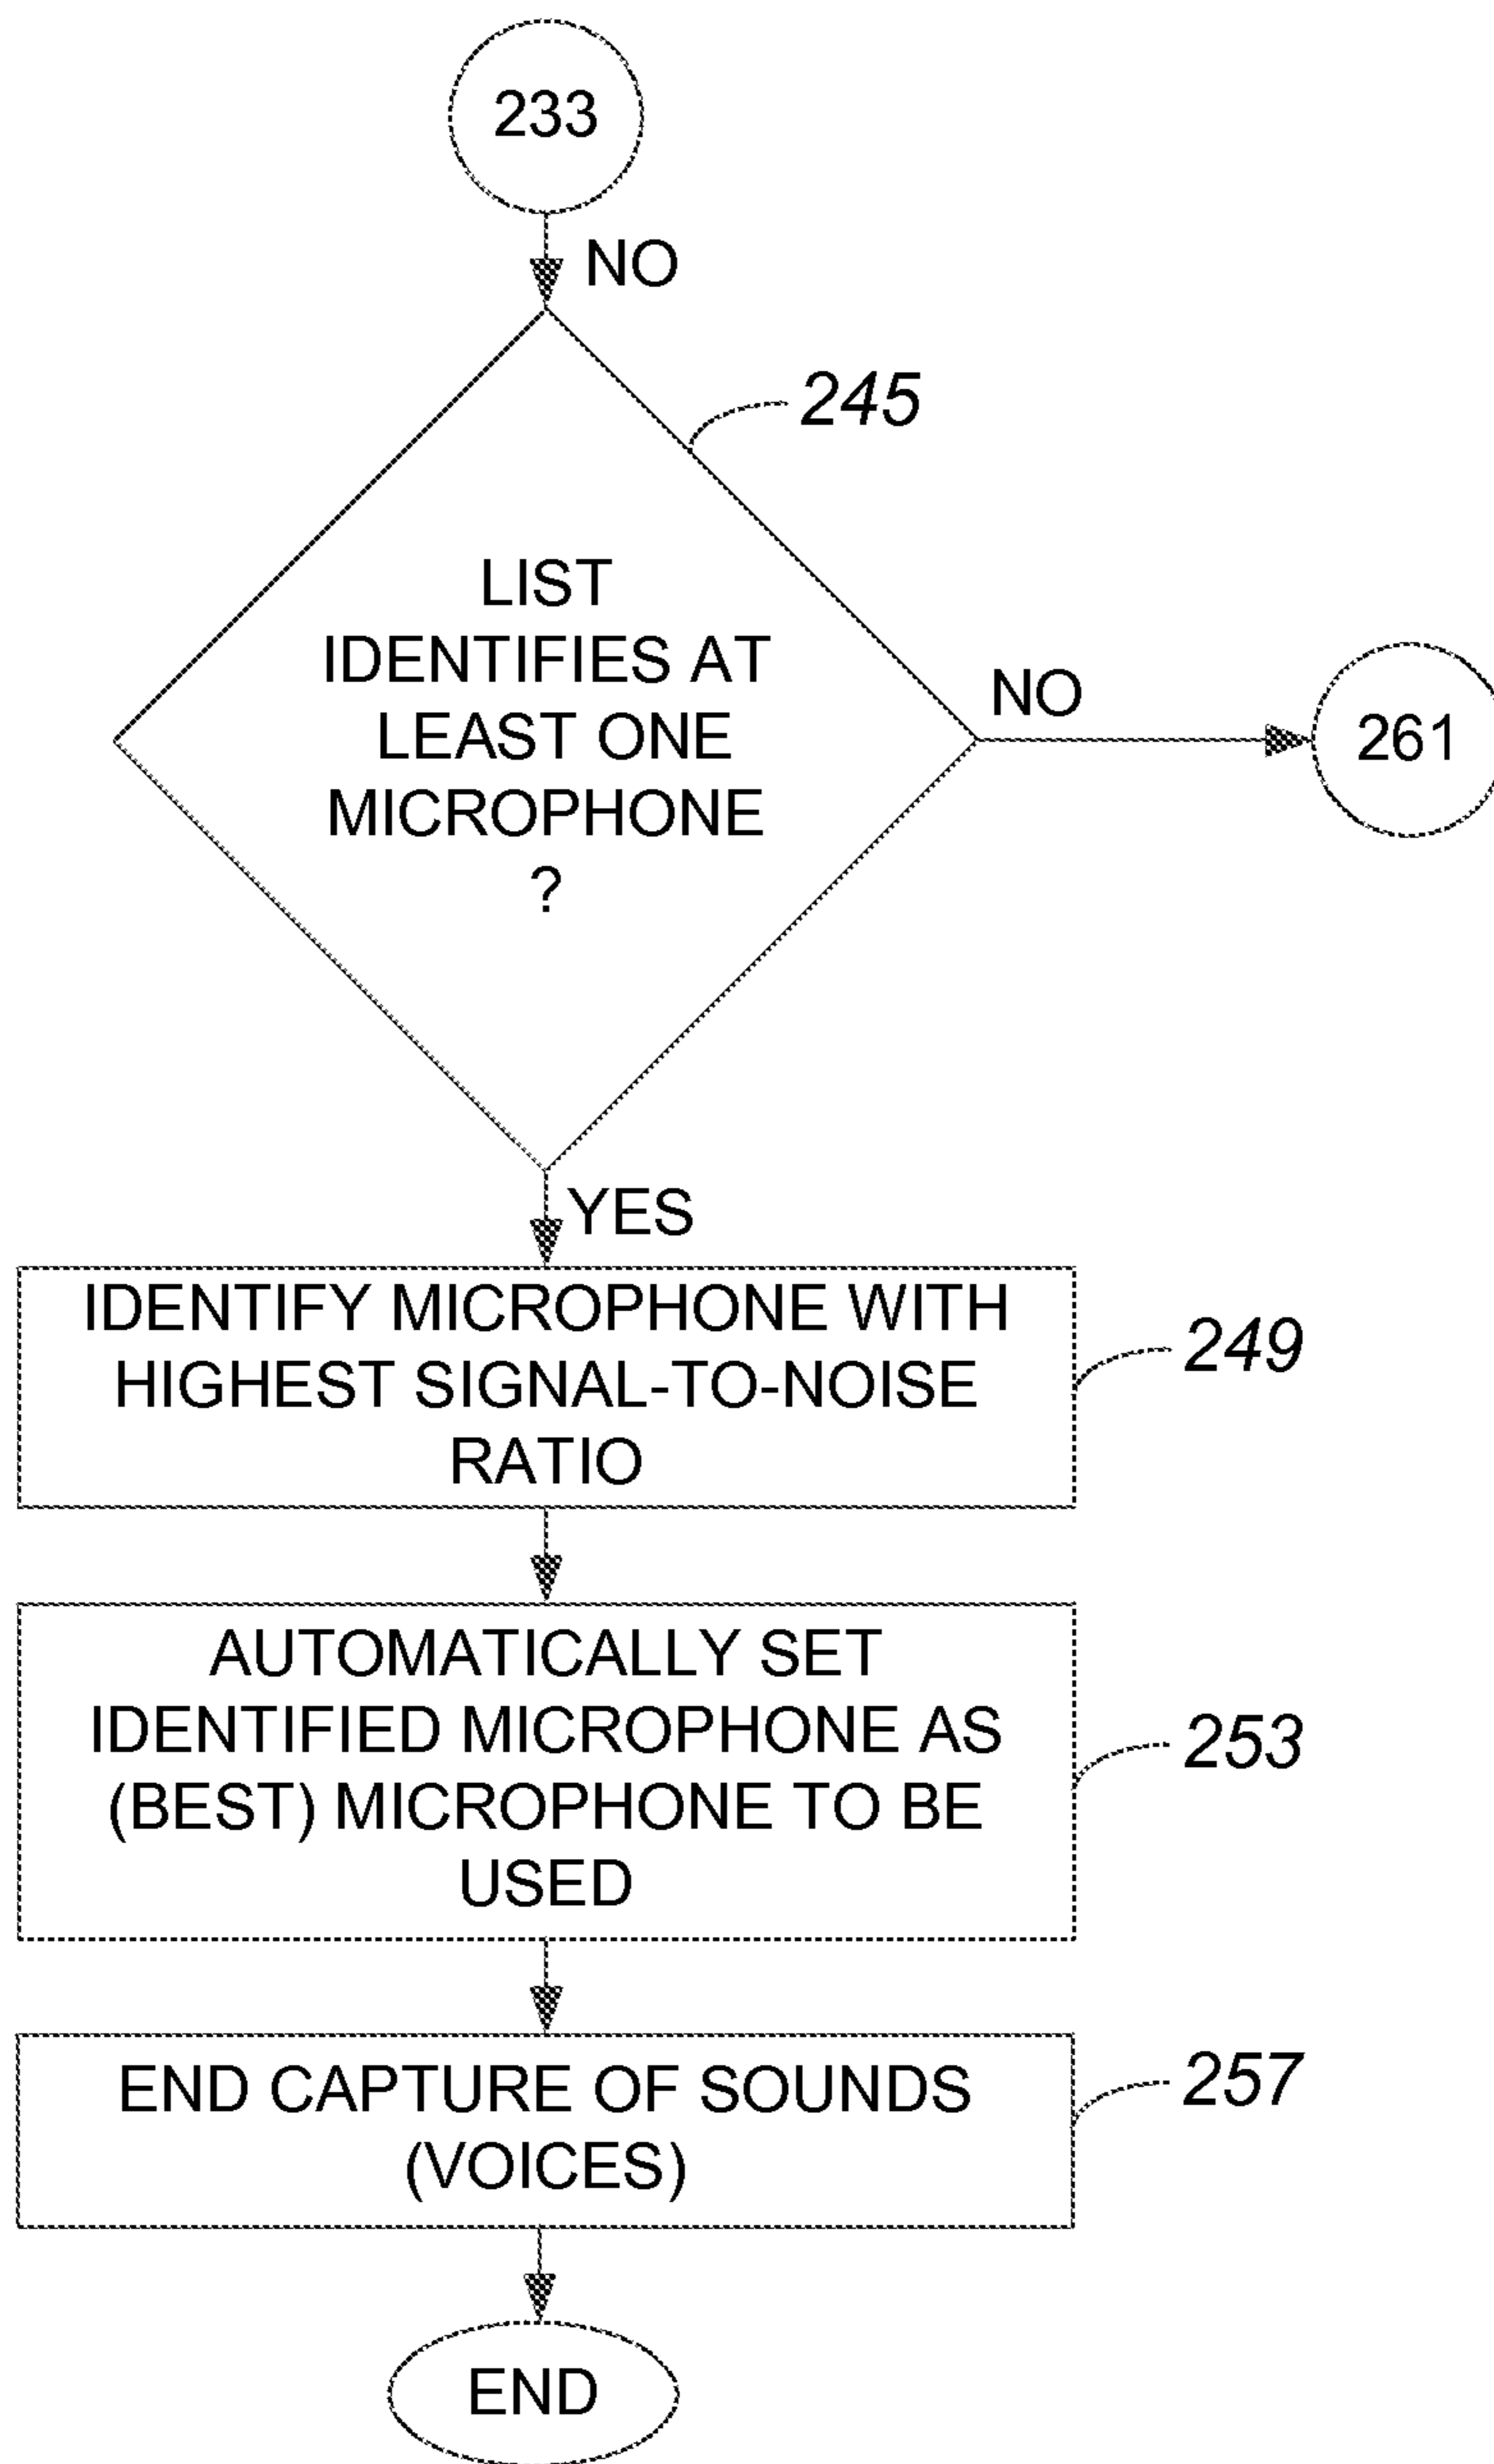 233
NO
245
LIST
IDENTIFIES AT
LEAST ONE
MICROPHONE
?
NO
261
YES
IDENTIFY MICROPHONE WITH
HIGHEST SIGNAL-TO-NOISE
RATIO
249
AUTOMATICALLY SET
IDENTIFIED MICROPHONE AS
(BEST) MICROPHONE TO BE
USED
253
END CAPTURE OF SOUNDS
(VOICES)
257
END